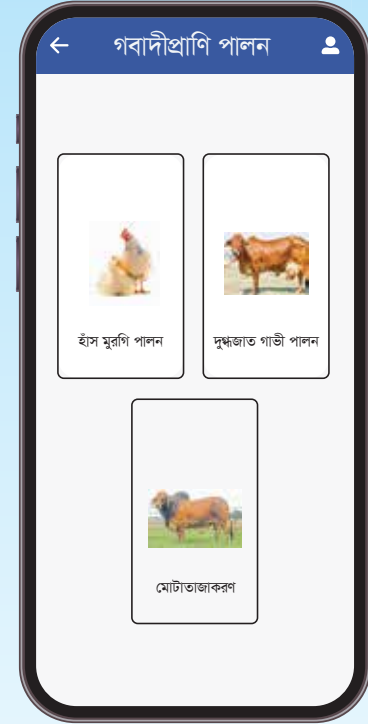 গবাদীপ্রাণি পালন
হাঁস মুরগি পালন
দুগ্ধজাত গাভী পালন
মোটাতাজাকরণ